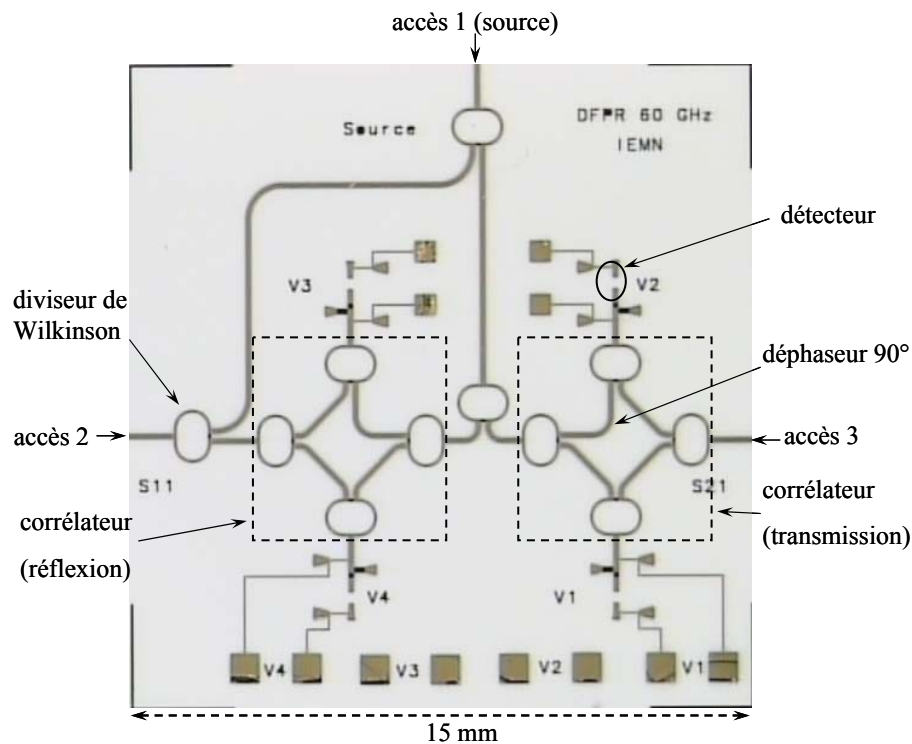 accès 1 (source)
Source
DFPR 60 GHz
IEMN
détecteur
V3
V2
diviseur de
Wilkinson
déphaseur 90°
accès 2
accès 3
S11
S21
corrélateur
(réflexion)
corrélateur
(transmission)
V4
V1
V4
V3
V2
V1
15 mm